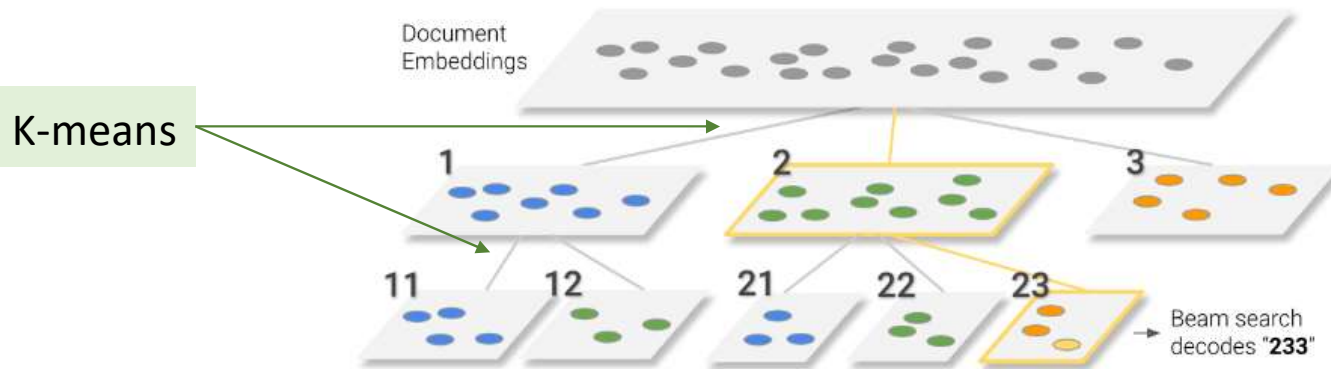 Document
Embeddings
K-means
1
2
3
11
12
21
22
23
Beam search
decodes "233"